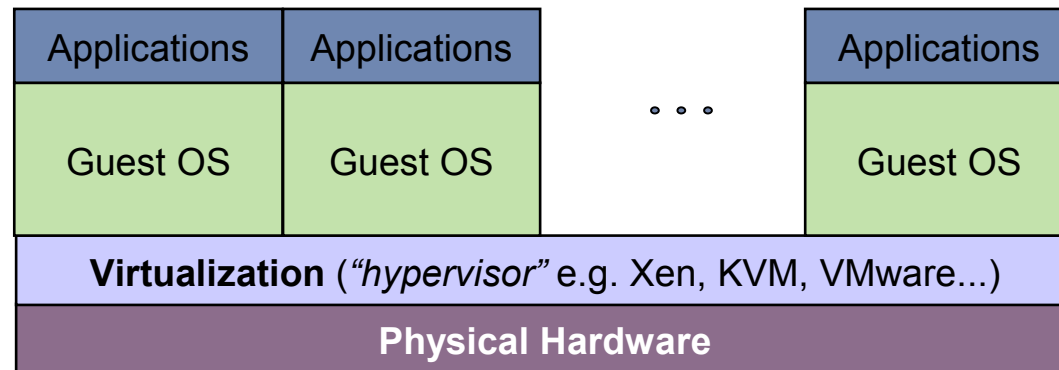 Applications Applications Applications
. . .
Guest OS Guest OS Guest OS
Virtualization (“hypervisor” e.g. Xen, KVM, VMware...)
Physical Hardware